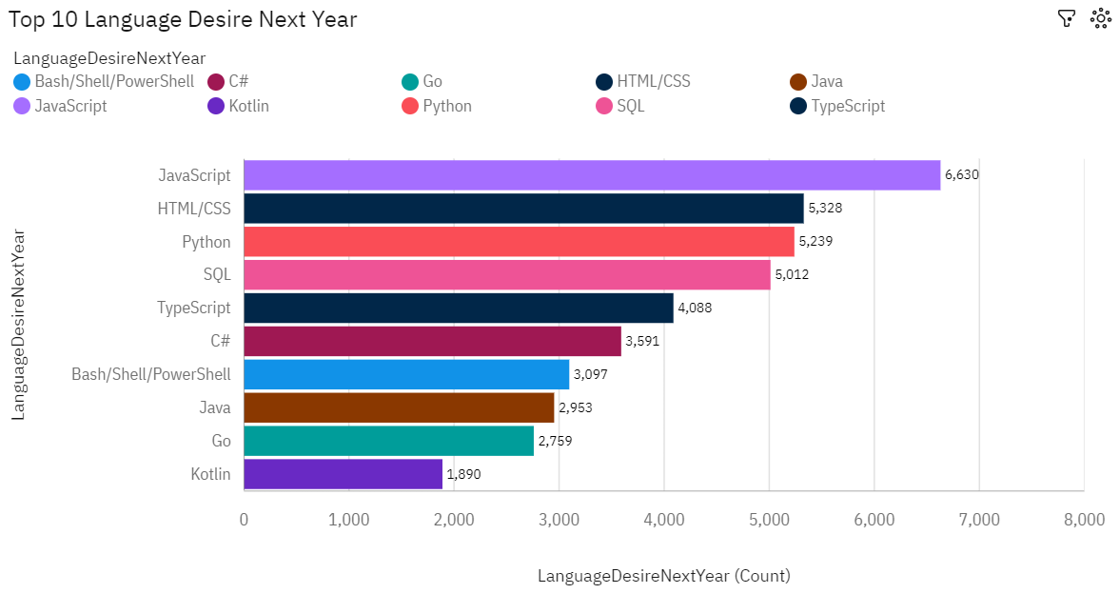 Top 10 Language Desire Next Year
LanguageDesireNextYear
Bash/Shell/PowerShell C# Go HTML/CSS Java
JavaScript Kotlin Python SQL TypeScript
LanguageDesireNextYear
JavaScript 6,630
HTML/CSS 5,328
Python 5,239
SQL 5,012
TypeScript 4,088
C# 3,591
Bash/Shell/PowerShell 3,097
Java 2,953
Go 2,759
Kotlin 1,890
0 1,000 2,000 3,000 4,000 5,000 6,000 7,000 8,000
LanguageDesireNextYear (Count)